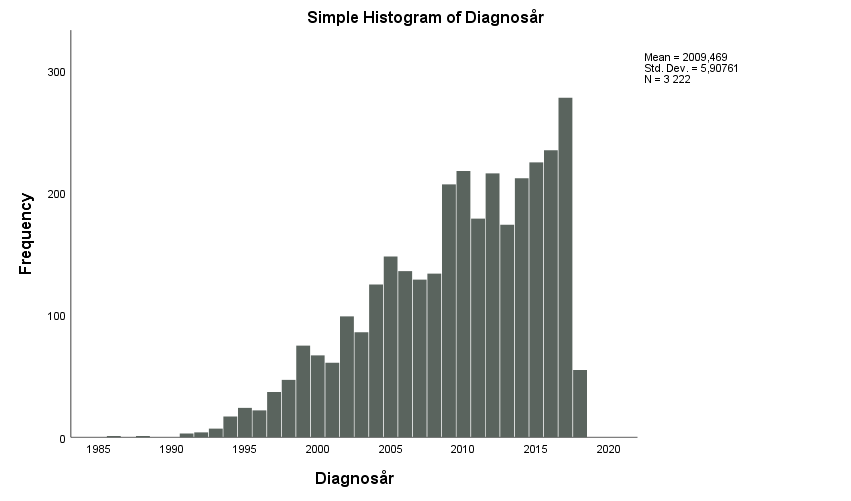 Simple Histogram of Diagnosår
Mean = 2009,469
Std. Dev. = 5,90761
N = 3 222
300
200
100
0
Frequency
1985 1990 1995 2000 2005 2010 2015 2020
Diagnosår